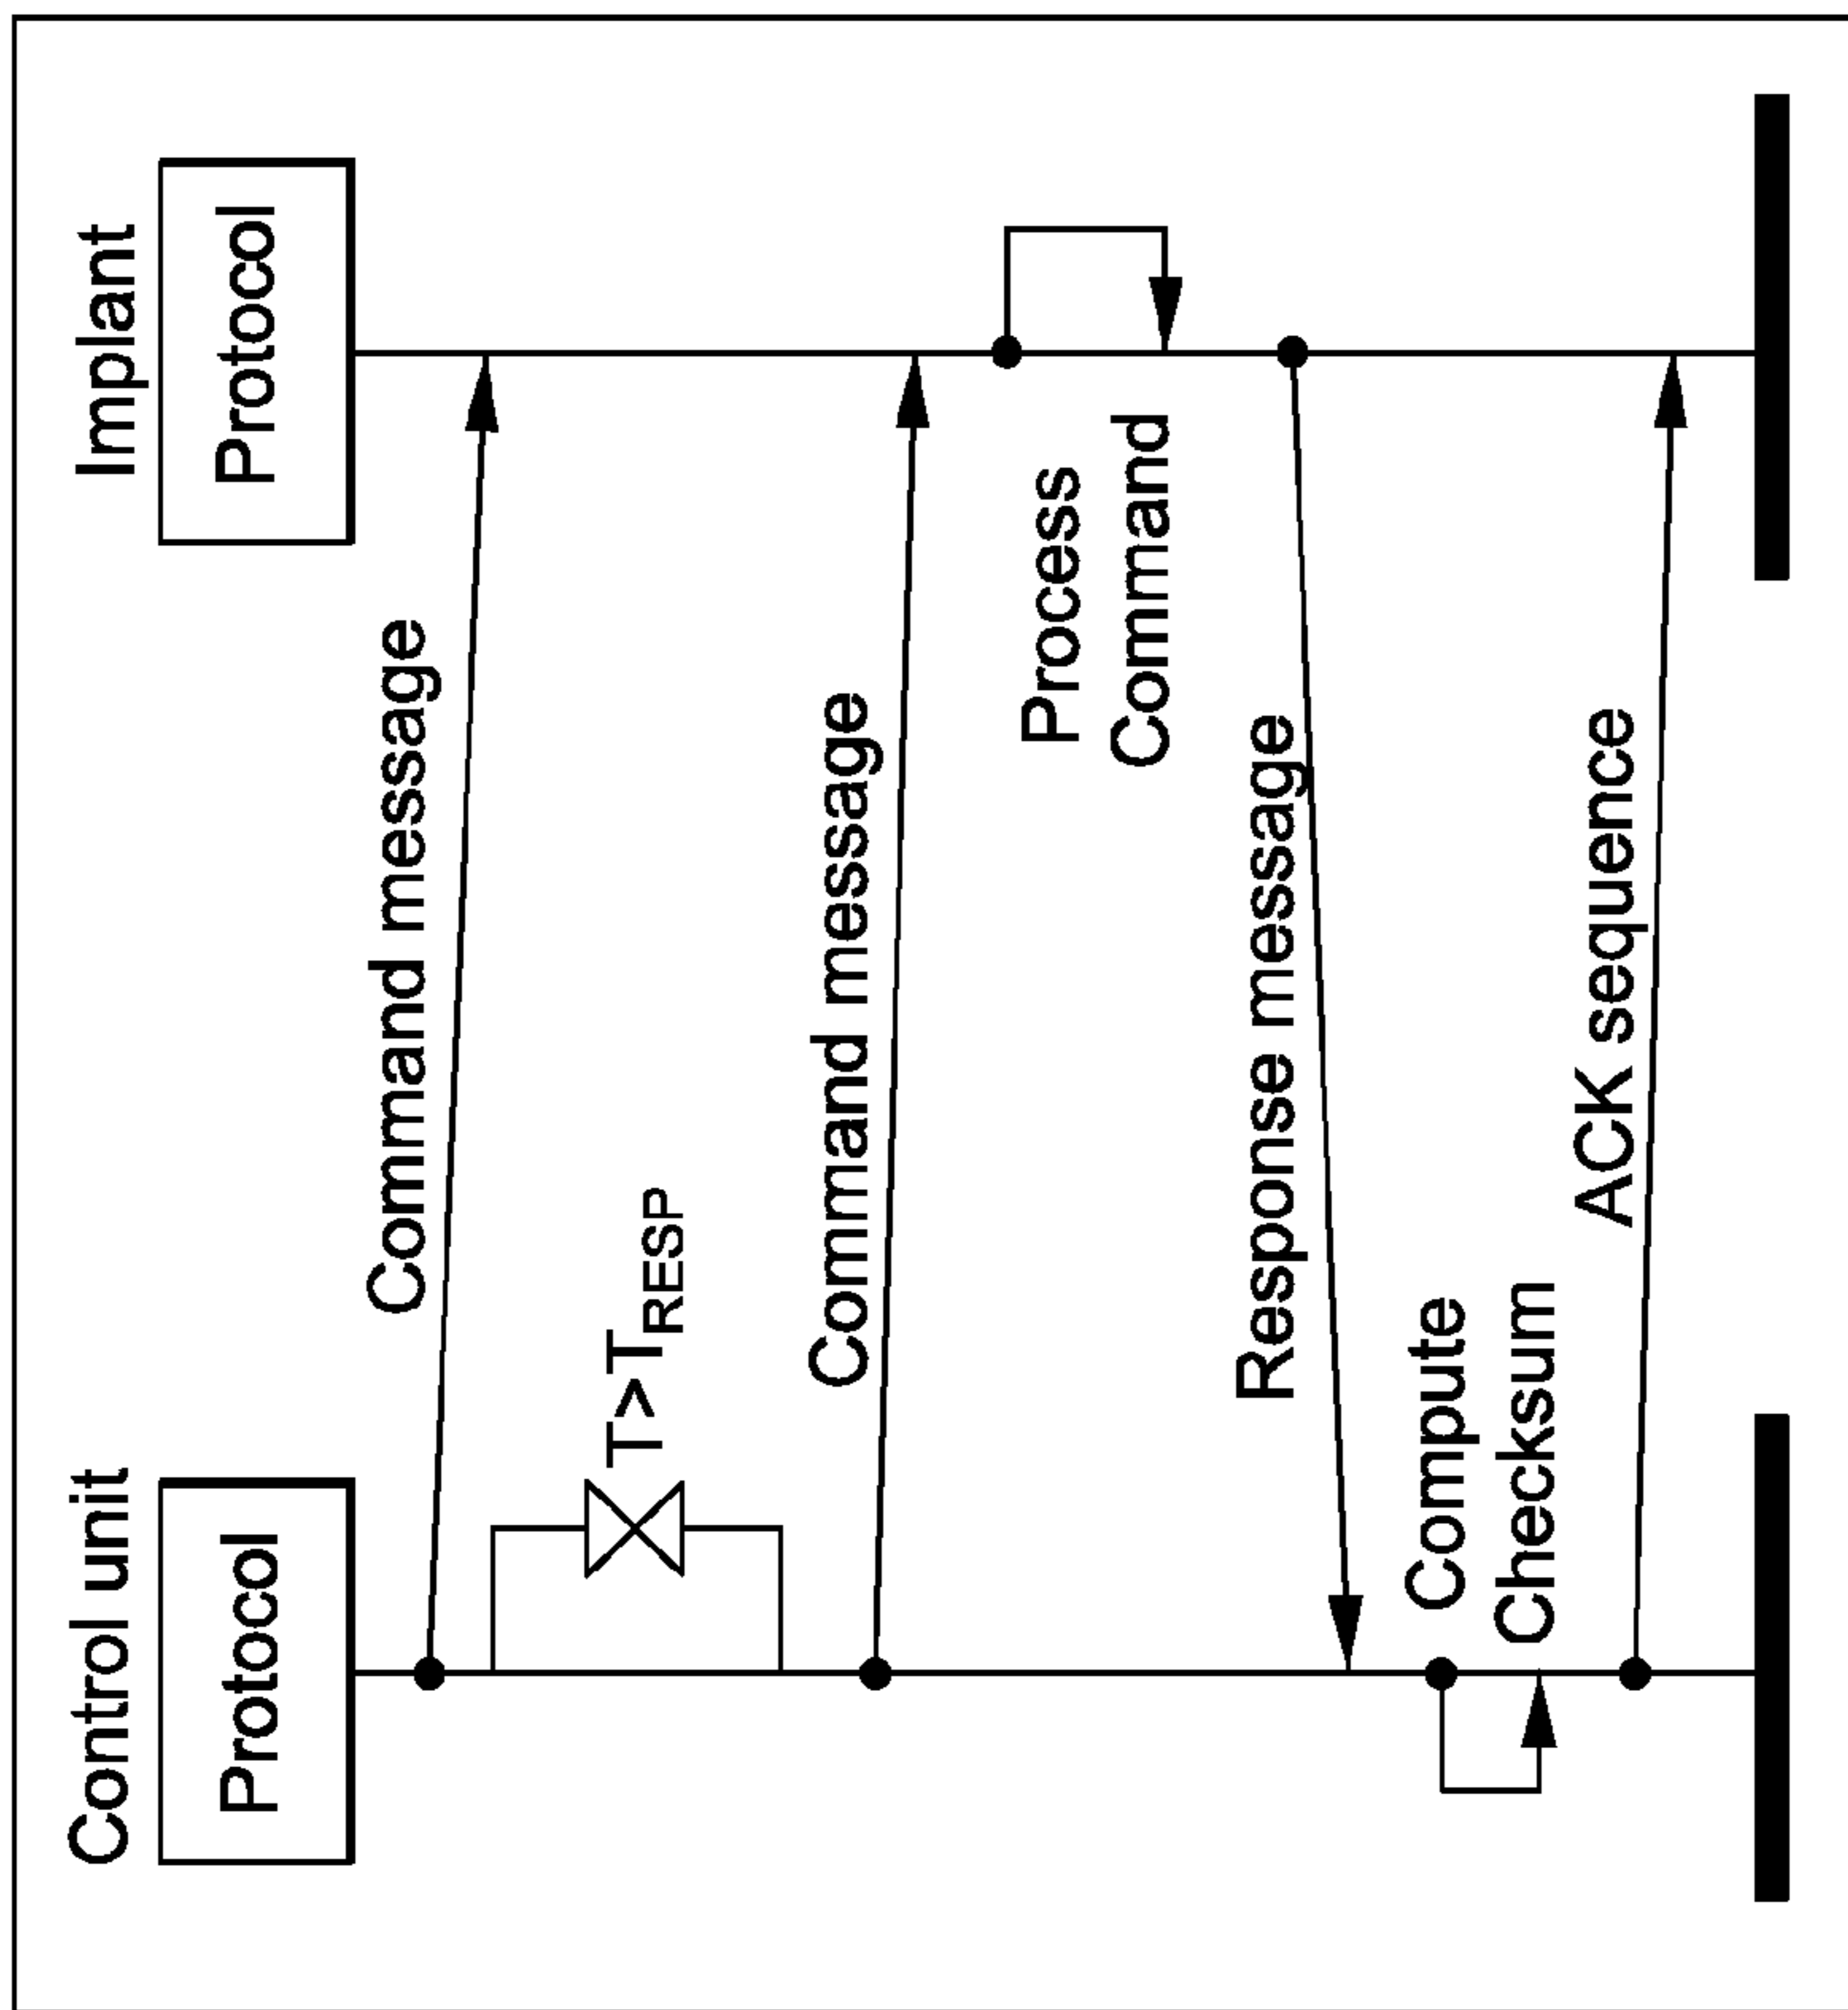 Control unit
Implant
Protocol
Protocol
Command message
T>T_RESP
Command message
Process
Command
Response message
Compute
Checksum
ACK sequence